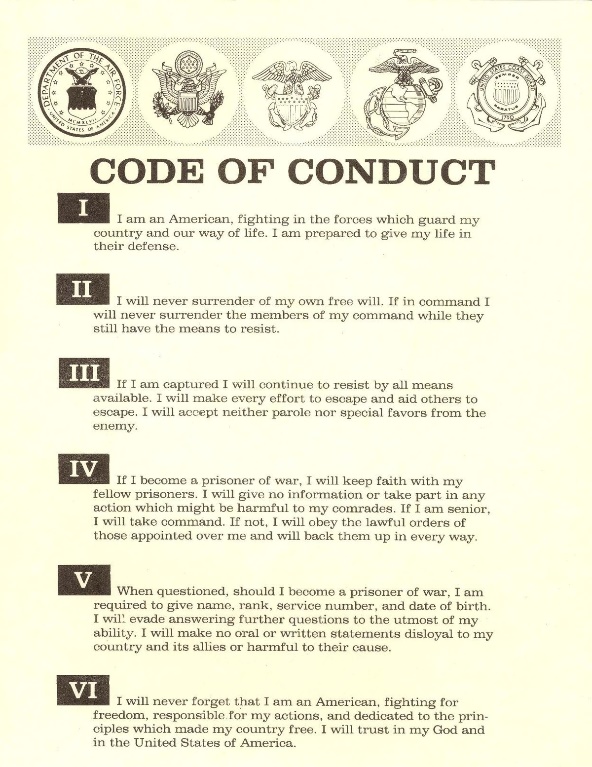 DEPARTMENT OF THE AIR FORCE
MCMXLVII
UNITED STATES OF AMERICA
UNITED STATES COAST GUARD
SEMPER
PARATUS
1790
CODE OF CONDUCT
I
I am an American, fighting in the forces which guard my
country and our way of life. I am prepared to give my life in
their defense.
II
I will never surrender of my own free will. If in command I
will never surrender the members of my command while they
still have the means to resist.
III
If I am captured I will continue to resist by all means
available. I will make every effort to escape and aid others to
escape. I will accept neither parole nor special favors from the
enemy.
IV
If I become a prisoner of war, I will keep faith with my
fellow prisoners. I will give no information or take part in any
action which might be harmful to my comrades. If I am senior,
I will take command. If not, I will obey the lawful orders of
those appointed over me and will back them up in every way.
V
When questioned, should I become a prisoner of war, I am
required to give name, rank, service number, and date of birth.
I will evade answering further questions to the utmost of my
ability. I will make no oral or written statements disloyal to my
country and its allies or harmful to their cause.
VI
I will never forget that I am an American, fighting for
freedom, responsible for my actions, and dedicated to the prin-
ciples which made my country free. I will trust in my God and
in the United States of America.